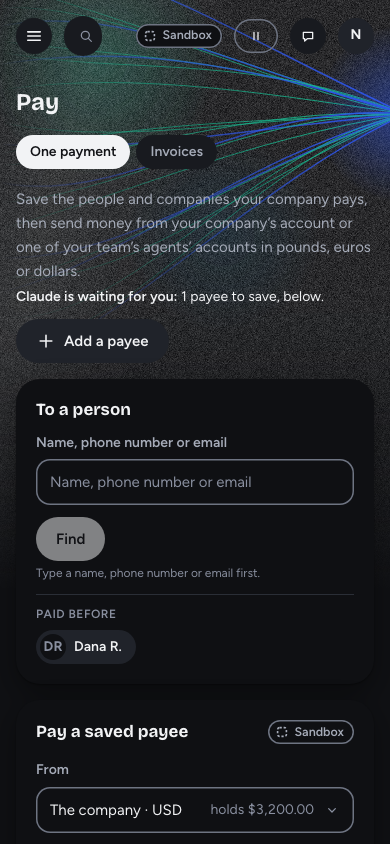 Sandbox
N
Pay
One payment
Invoices
Save the people and companies your company pays,
then send money from your company’s account or
one of your team’s agents’ accounts in pounds, euros
or dollars.
Claude is waiting for you: 1 payee to save, below.
Add a payee
To a person
Name, phone number or email
Name, phone number or email
Find
Type a name, phone number or email first.
PAID BEFORE
DR Dana R.
Pay a saved payee
Sandbox
From
The company · USD holds $3,200.00